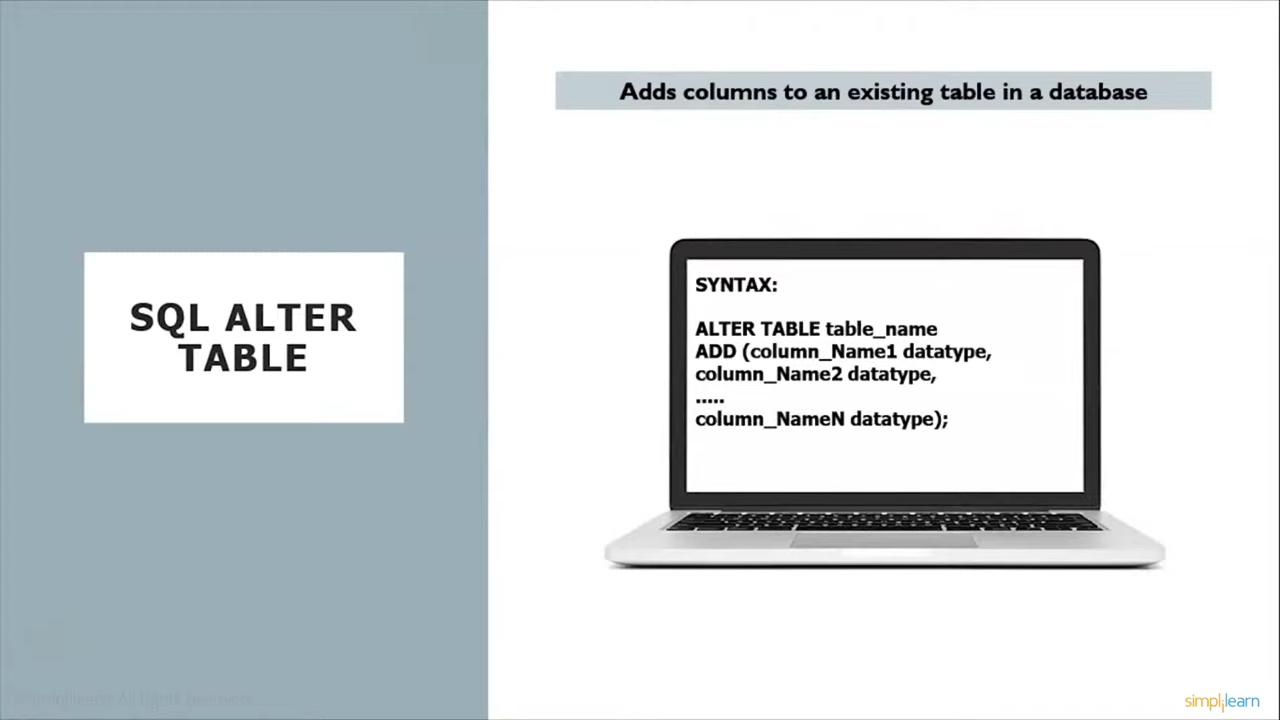 Adds columns to an existing table in a database
SQL ALTER
TABLE
SYNTAX:
ALTER TABLE table_name
ADD (column_Name1 datatype,
column_Name2 datatype,
.....
column_NameN datatype);
simplilearn